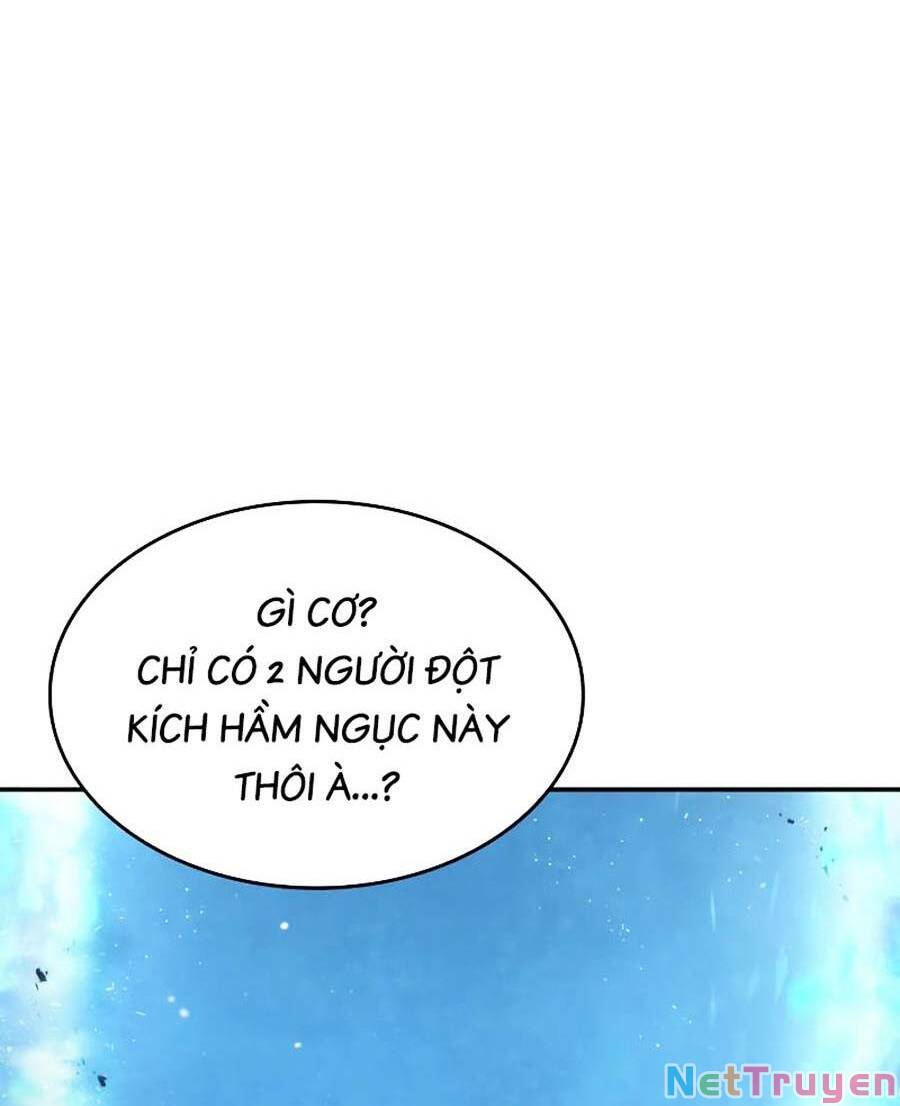 GÌ CƠ?
CHỈ CÓ 2 NGƯỜI ĐỘT
KÍCH HẦM NGỤC NÀY
THÔI À...?
NetTruyen